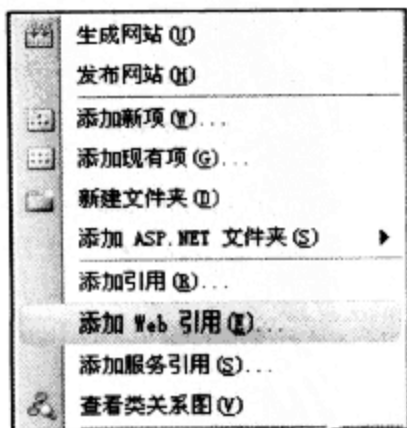 生成网站(U)
发布网站(H)
添加新项(W)...
添加现有项(G)...
新建文件夹(D)
添加 ASP.NET 文件夹(S)
添加引用(R)...
添加 Web 引用(E)...
添加服务引用(S)...
查看类关系图(V)